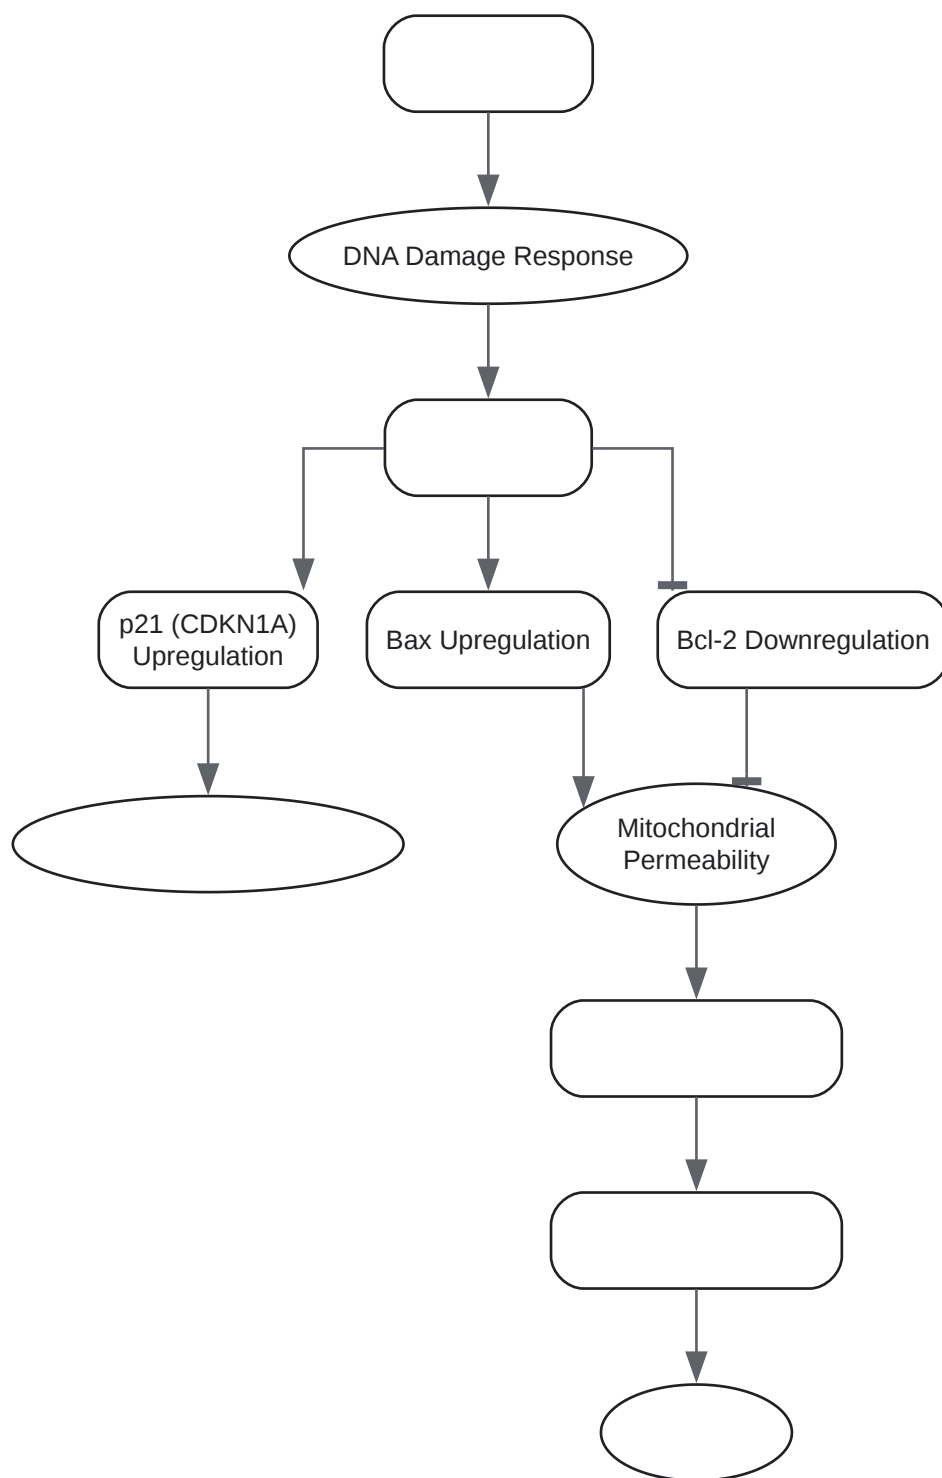 DNA Damage Response
p21 (CDKN1A)
Upregulation
Bax Upregulation
Bcl-2 Downregulation
Mitochondrial
Permeability